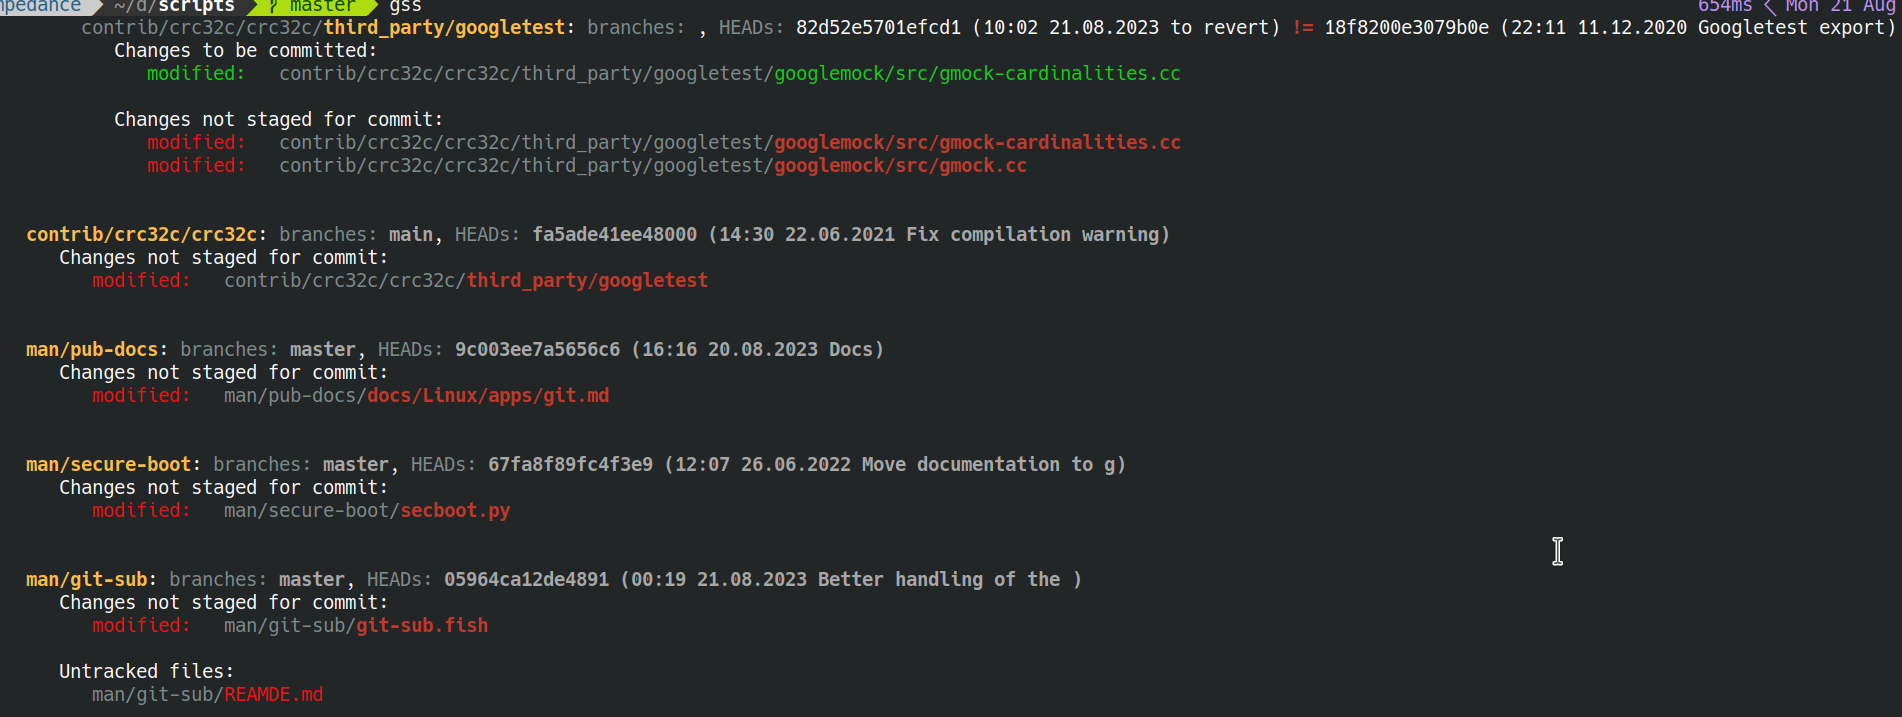 mpedance ~/d/scripts master gss 654ms Mon 21 Aug
contrib/crc32c/crc32c/third_party/googletest: branches: , HEADs: 82d52e5701efcd1 (10:02 21.08.2023 to revert) != 18f8200e3079b0e (22:11 11.12.2020 Googletest export)
Changes to be committed:
modified: contrib/crc32c/crc32c/third_party/googletest/googlemock/src/gmock-cardinalities.cc
Changes not staged for commit:
modified: contrib/crc32c/crc32c/third_party/googletest/googlemock/src/gmock-cardinalities.cc
modified: contrib/crc32c/crc32c/third_party/googletest/googlemock/src/gmock.cc
contrib/crc32c/crc32c: branches: main, HEADs: fa5ade41ee48000 (14:30 22.06.2021 Fix compilation warning)
Changes not staged for commit:
modified: contrib/crc32c/crc32c/third_party/googletest
man/pub-docs: branches: master, HEADs: 9c003ee7a5656c6 (16:16 20.08.2023 Docs)
Changes not staged for commit:
modified: man/pub-docs/docs/Linux/apps/git.md
man/secure-boot: branches: master, HEADs: 67fa8f89fc4f3e9 (12:07 26.06.2022 Move documentation to g)
Changes not staged for commit:
modified: man/secure-boot/secboot.py
man/git-sub: branches: master, HEADs: 05964ca12de4891 (00:19 21.08.2023 Better handling of the )
Changes not staged for commit:
modified: man/git-sub/git-sub.fish
Untracked files:
man/git-sub/REAMDE.md